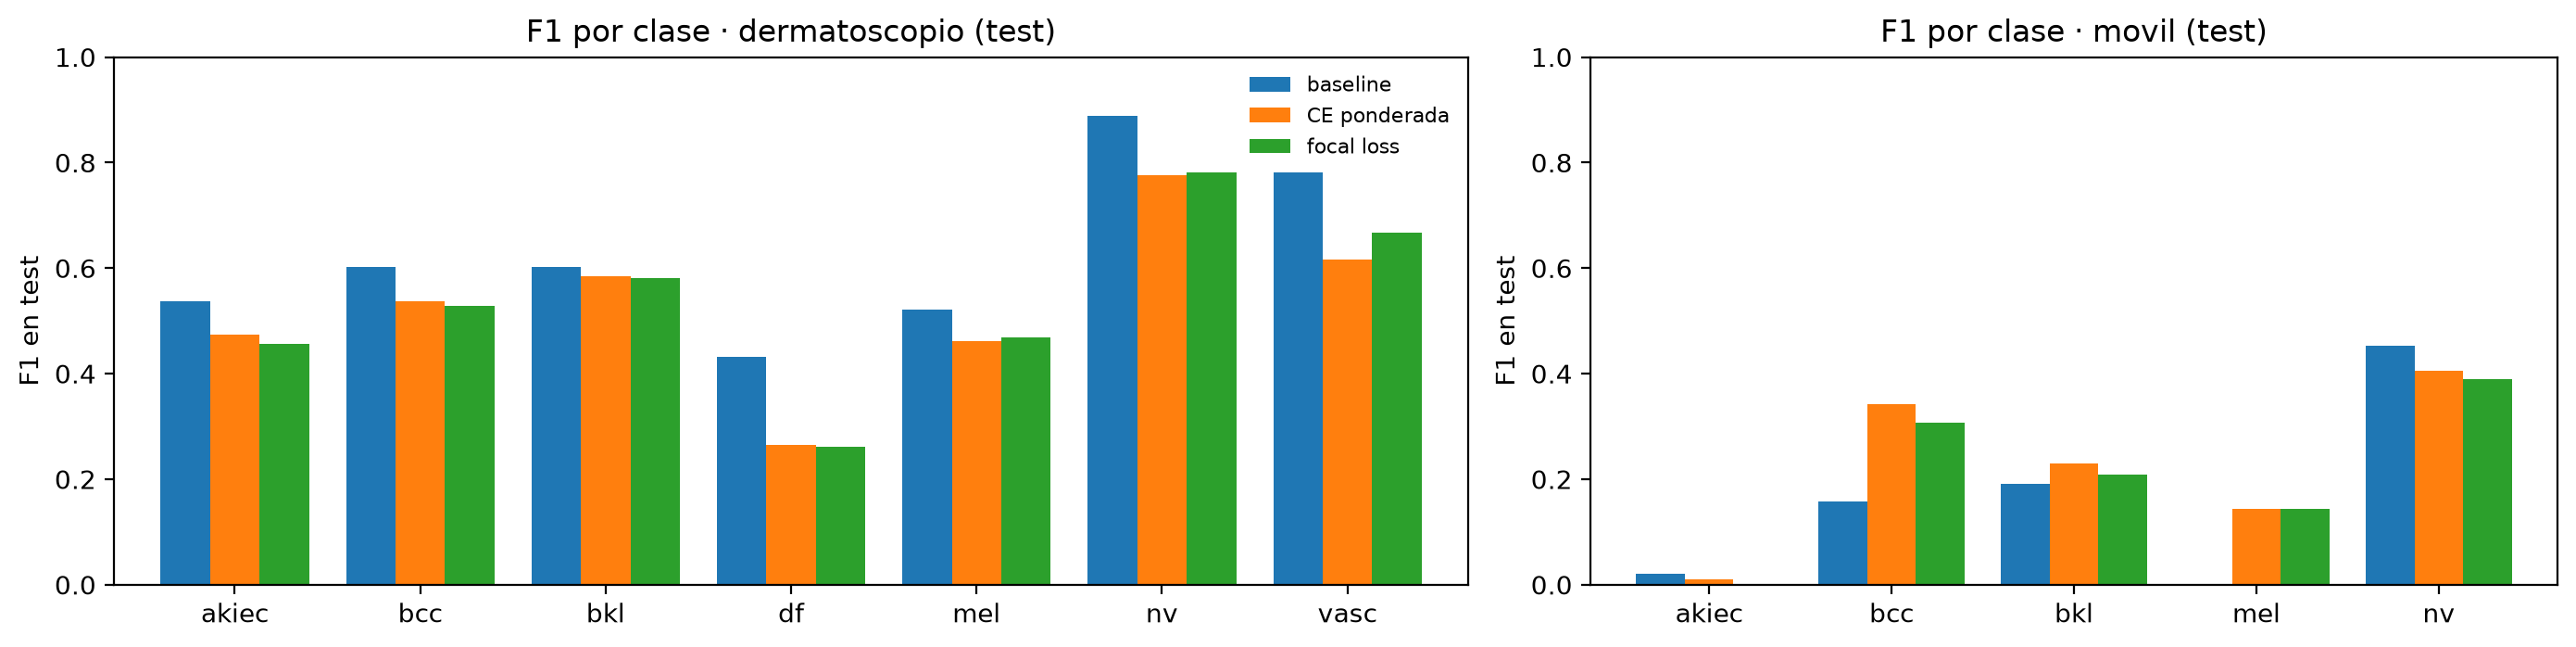 F1 por clase · dermatoscopio (test)
F1 en test
1.0
0.8
0.6
0.4
0.2
0.0
baseline
CE ponderada
focal loss
akiec bcc bkl df mel nv vasc
F1 por clase · movil (test)
F1 en test
1.0
0.8
0.6
0.4
0.2
0.0
akiec bcc bkl mel nv